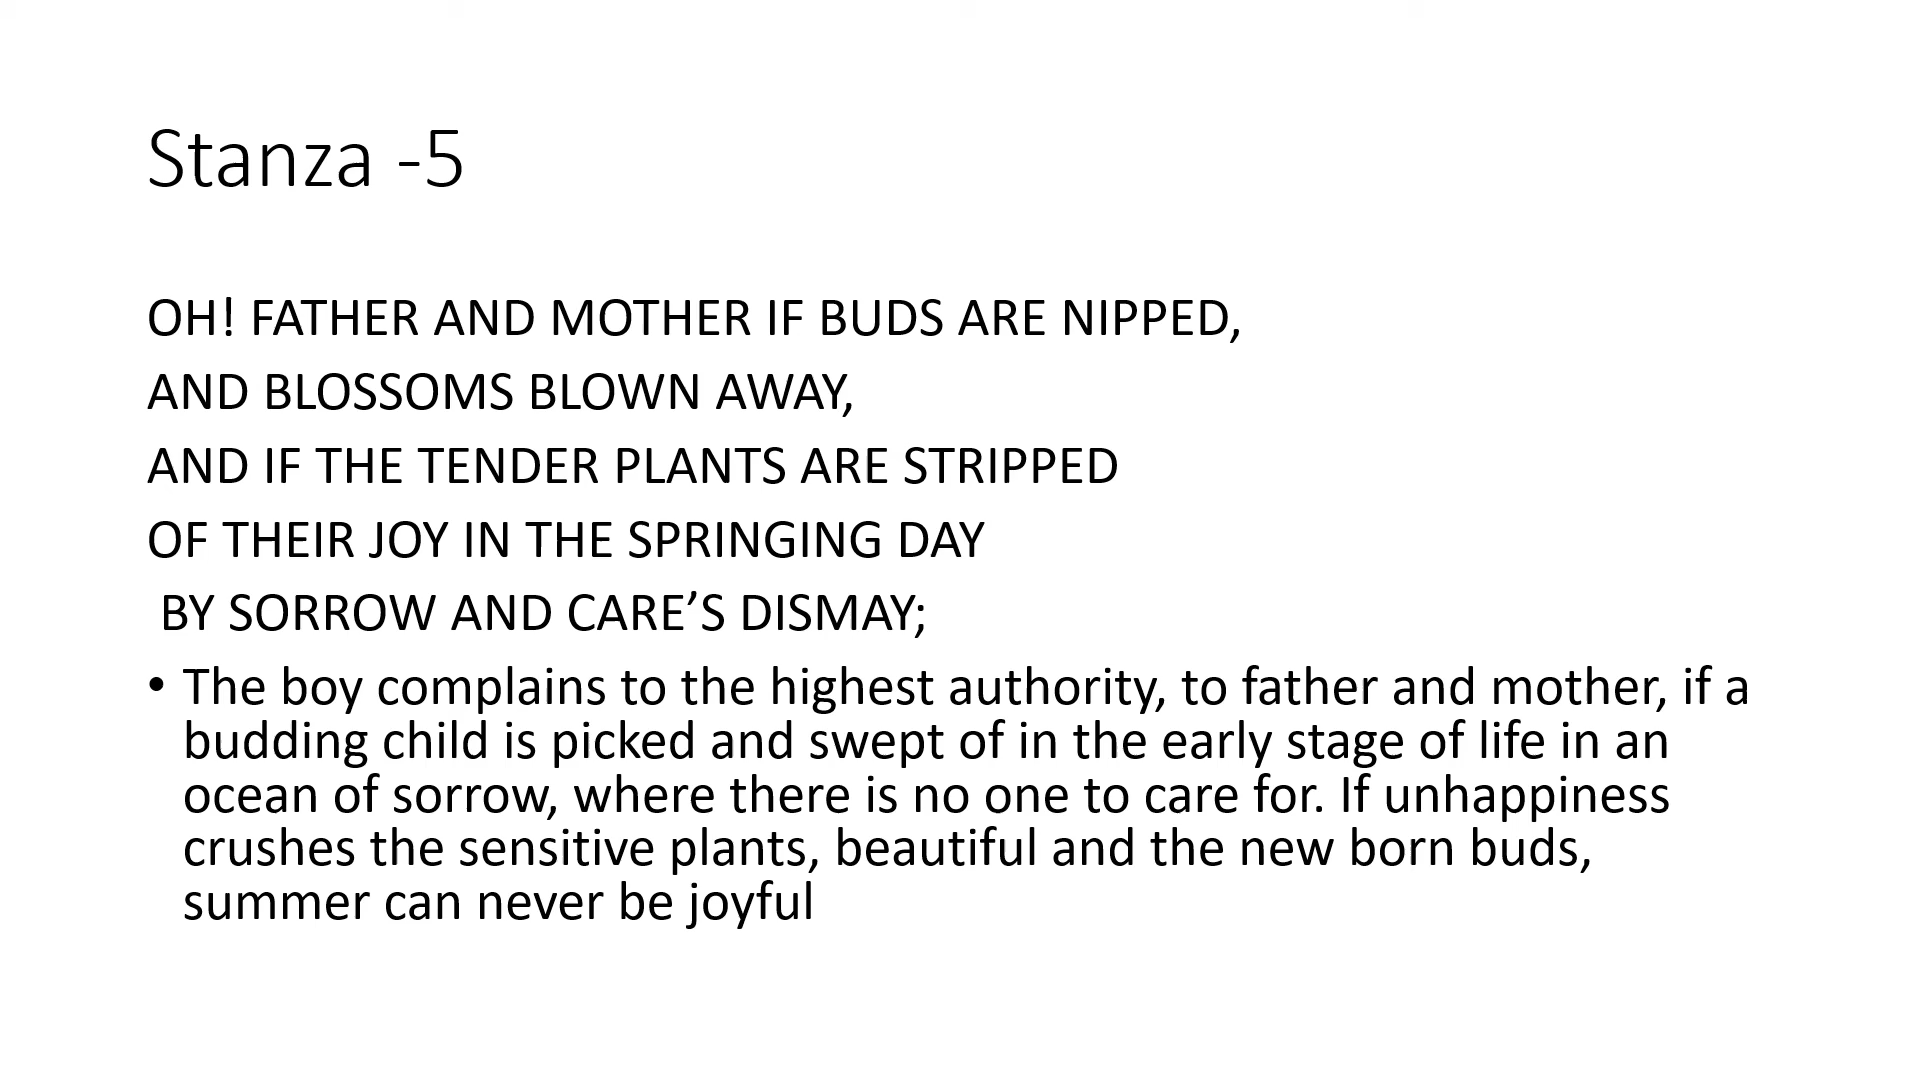 Stanza -5
OH! FATHER AND MOTHER IF BUDS ARE NIPPED,
AND BLOSSOMS BLOWN AWAY,
AND IF THE TENDER PLANTS ARE STRIPPED
OF THEIR JOY IN THE SPRINGING DAY
BY SORROW AND CARE’S DISMAY;
• The boy complains to the highest authority, to father and mother, if a
budding child is picked and swept of in the early stage of life in an
ocean of sorrow, where there is no one to care for. If unhappiness
crushes the sensitive plants, beautiful and the new born buds,
summer can never be joyful